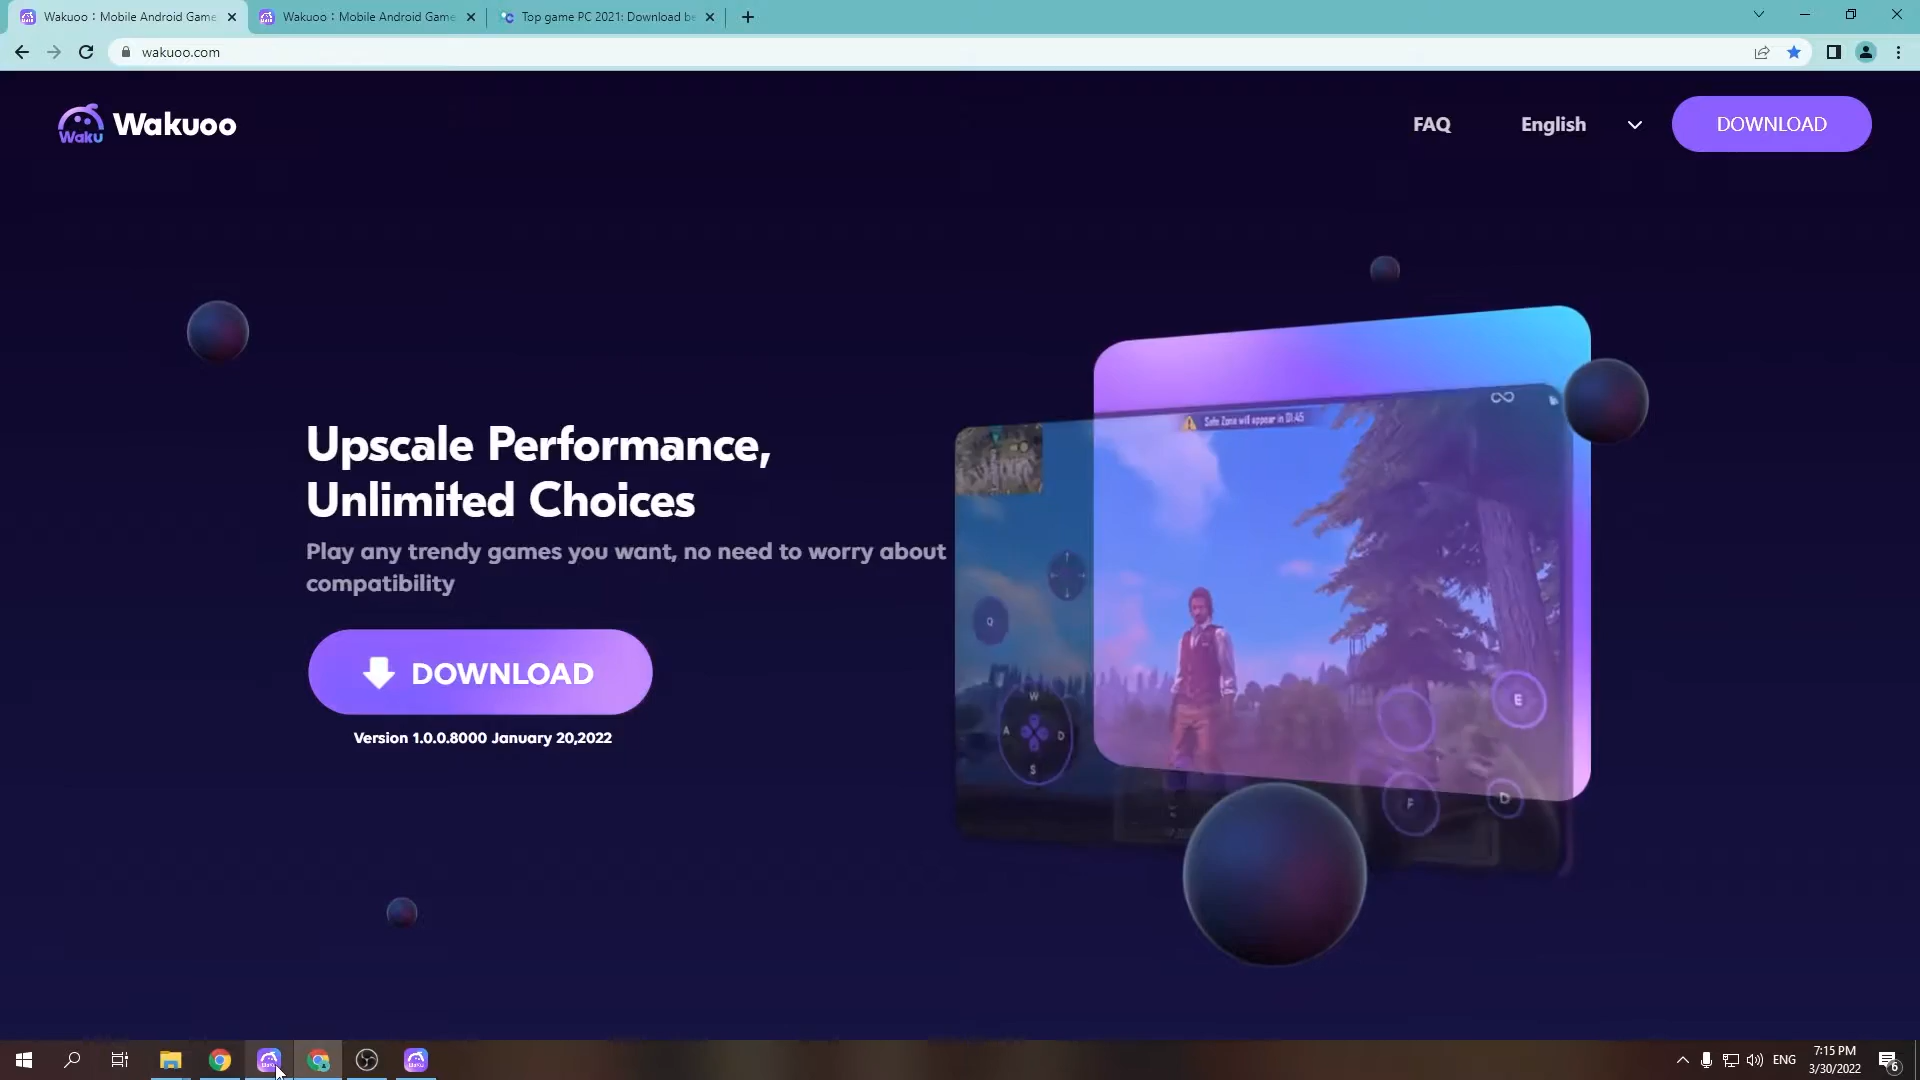 Wakuoo : Mobile Android Game
Wakuoo : Mobile Android Game
Top game PC 2021: Download be
wakuoo.com
Waku
Wakuoo
FAQ
English
DOWNLOAD
Safe Zone will appear in 01:45
Upscale Performance,
Unlimited Choices
Play any trendy games you want, no need to worry about
compatibility
DOWNLOAD
Version 1.0.0.8000 January 20,2022
Q
W
A
D
S
E
F
D
ENG
7:15 PM
3/30/2022
6